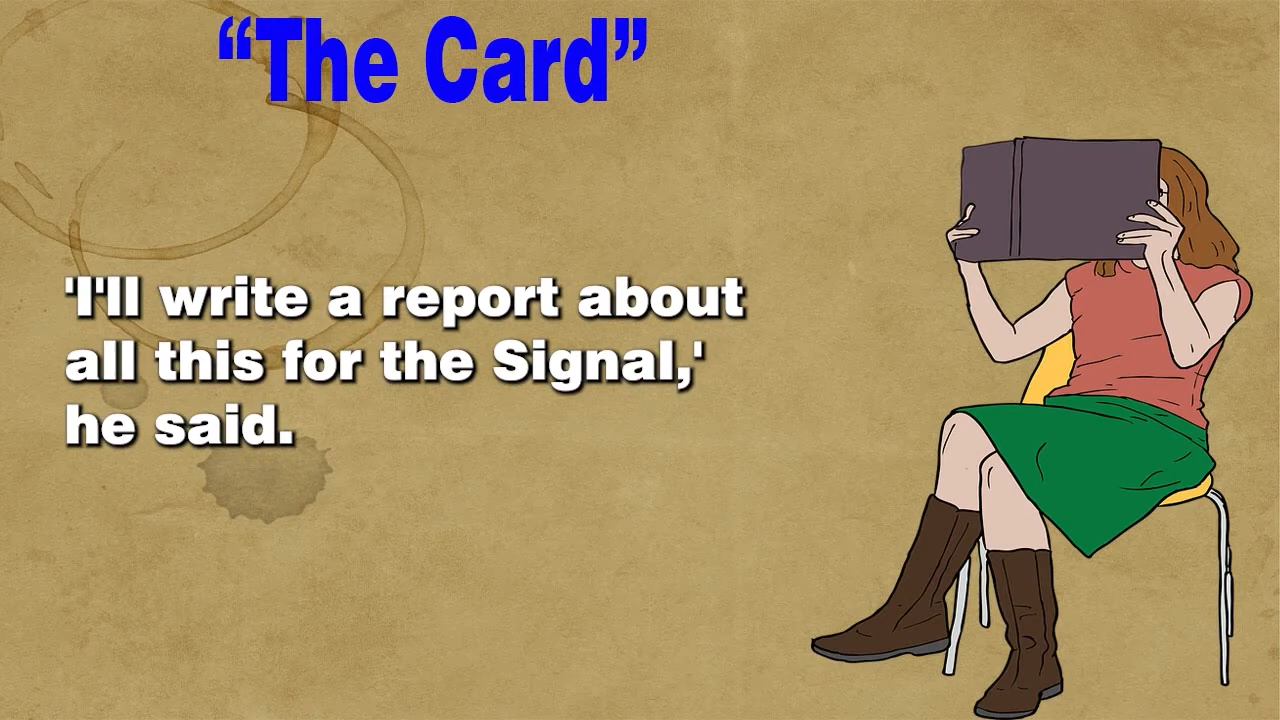 “The Card”
'I'll write a report about
all this for the Signal,'
he said.